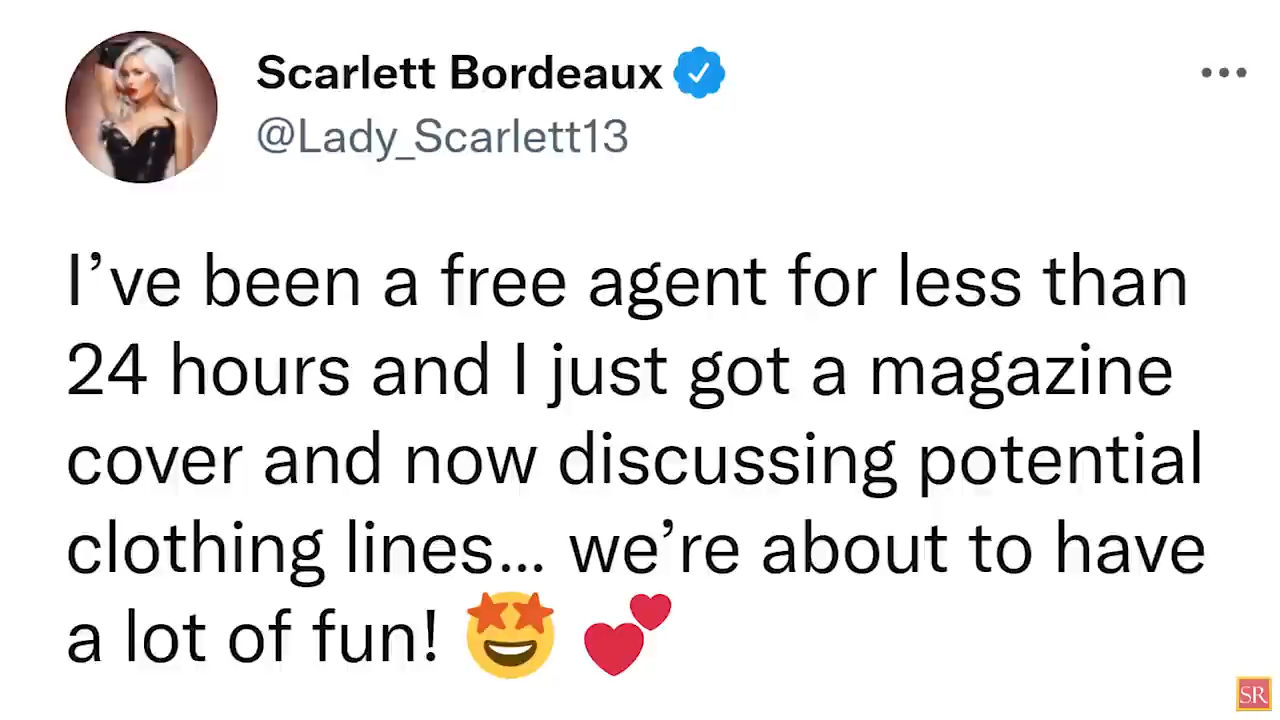 Scarlett Bordeaux
@Lady_Scarlett13
I’ve been a free agent for less than
24 hours and I just got a magazine
cover and now discussing potential
clothing lines... we’re about to have
a lot of fun! 🤩 💕
SR